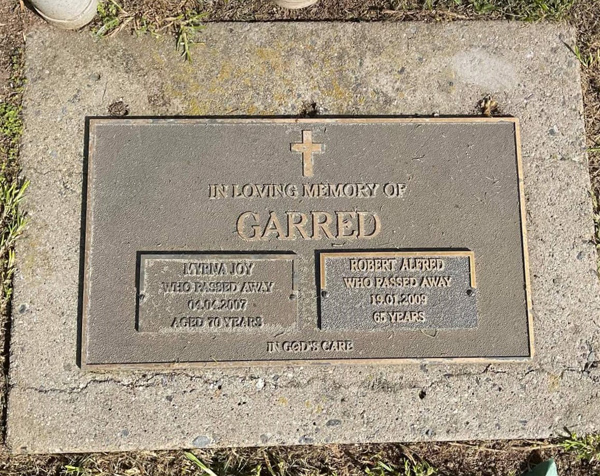 IN LOVING MEMORY OF
GARRED
MYRNA JOY
WHO PASSED AWAY
04.04.2007
AGED 70 YEARS
ROBERT ALFRED
WHO PASSED AWAY
19.01.2009
65 YEARS
IN GOD'S CARE